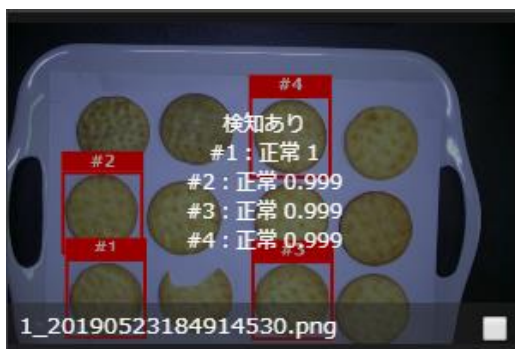 #4
検知あり
#1 : 正常 1
#2
#2 : 正常 0.999
#3 : 正常 0.999
#4 : 正常 0.999
#1
#3
1_20190523184914530.png